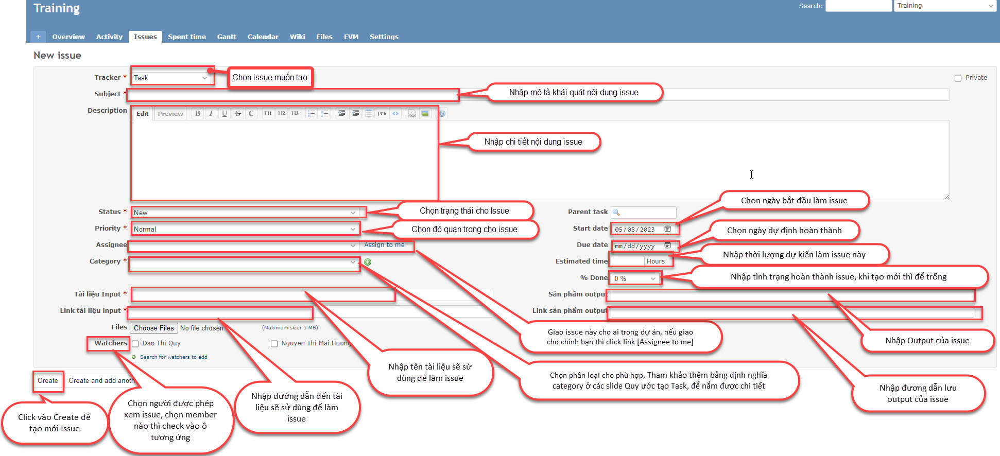 Training
Search:
Training
+ Overview Activity Issues Spent time Gantt Calendar Wiki Files EVM Settings
New issue
Tracker * Task
Chọn issue muốn tạo
Private
Subject *
Nhập mô tả khái quát nội dung issue
Description
Edit Preview B I U S C H1 H2 H3 pre <> ?
Nhập chi tiết nội dung issue
Status * New
Chọn trạng thái cho Issue
Parent task
Chọn ngày bắt đầu làm issue
Priority * Normal
Chọn độ quan trong cho issue
Start date 05/08/2023
Chọn ngày dự định hoàn thành
Assignee Assign to me
Due date mm/dd/yyyy
Nhập thời lượng dự kiến làm issue này
Category *
Estimated time Hours
% Done 0 %
Nhập tình trạng hoàn thành issue, khi tạo mới thì để trống
Tài liệu Input *
Sản phẩm output
Link tài liệu input *
Link sản phẩm output
Files Choose Files No file chosen (Maximum size: 5 MB)
Watchers Dao Thi Quy Nguyen Thi Mai Huong
Search for watchers to add
Giao issue này cho ai trong dự án, nếu giao
cho chính bạn thì click link [Assignee to me]
Nhập Output của issue
Create Create and add anoth
Nhập tên tài liệu sẽ sử
dùng để làm issue
Chọn phân loại cho phù hợp, Tham khảo thêm bảng định nghĩa
category ở các slide Quy ước tạo Task, để nắm được chi tiết
Nhập đương dẫn lưu
output của issue
Nhập đường dẫn đến tài
liệu sẽ sử dùng để làm
issue
Chọn người được phép
xem issue, chọn member
nào thì check vào ô
tương ứng
Click vào Create để
tạo mới Issue